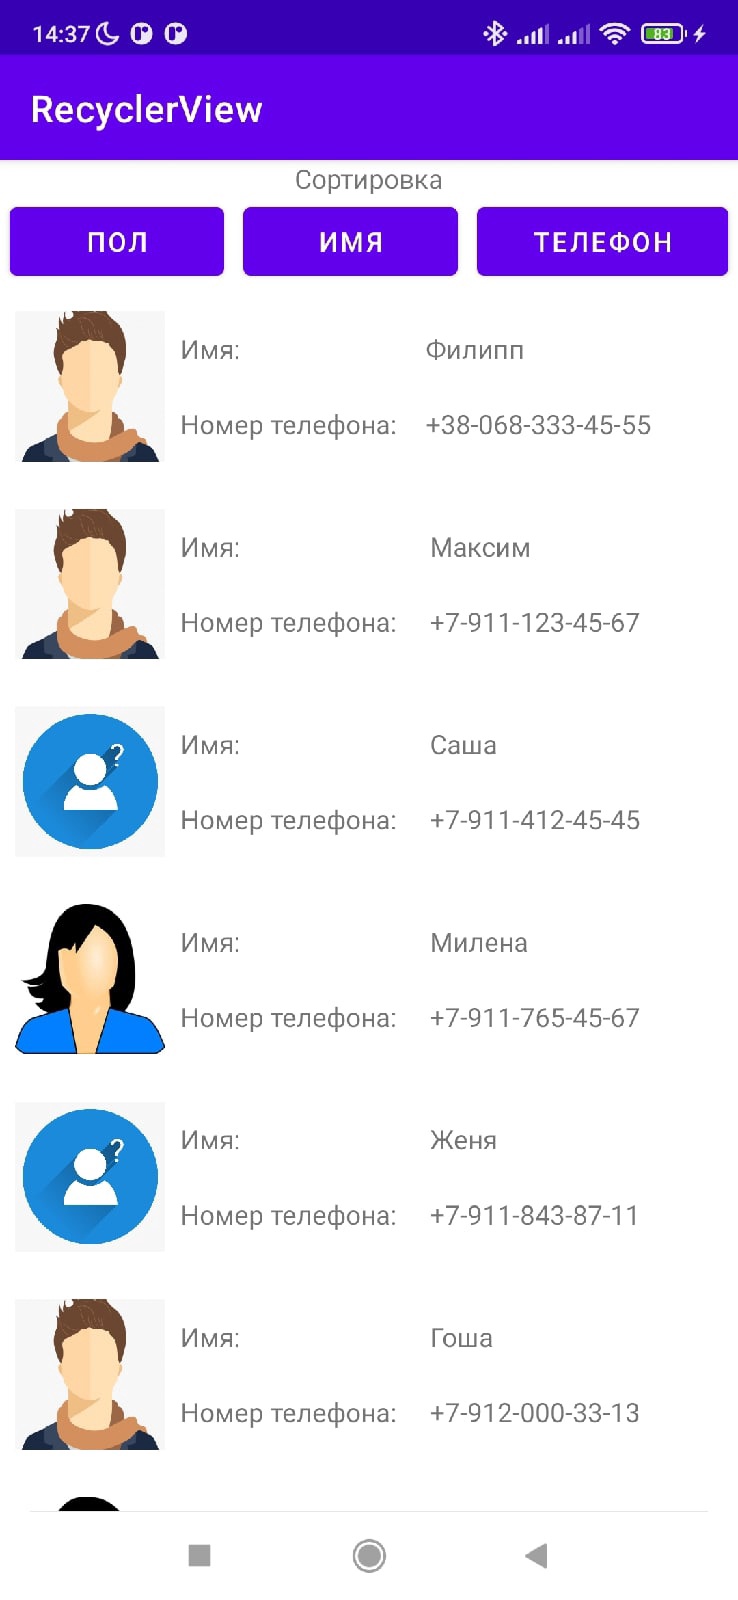 14:37
83
RecyclerView
Сортировка
ПОЛ ИМЯ ТЕЛЕФОН
Имя: Филипп
Номер телефона: +38-068-333-45-55
Имя: Максим
Номер телефона: +7-911-123-45-67
?
Имя: Саша
Номер телефона: +7-911-412-45-45
Имя: Милена
Номер телефона: +7-911-765-45-67
?
Имя: Женя
Номер телефона: +7-911-843-87-11
Имя: Гоша
Номер телефона: +7-912-000-33-13